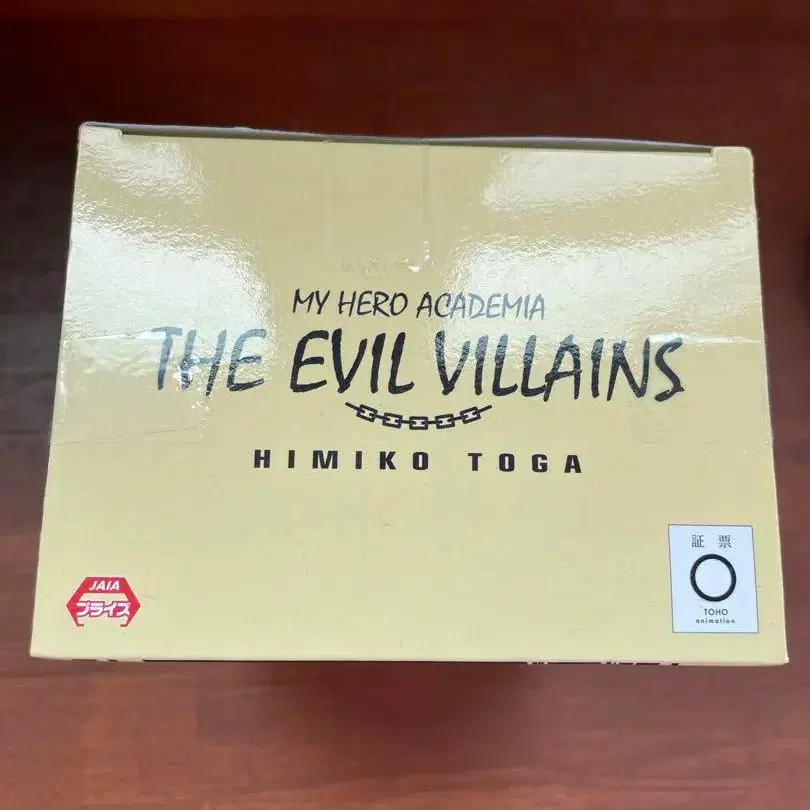 MY HERO ACADEMIA
THE EVIL VILLAINS
HIMIKO TOGA
JAIA
プライズ
証 票
TOHO
animation